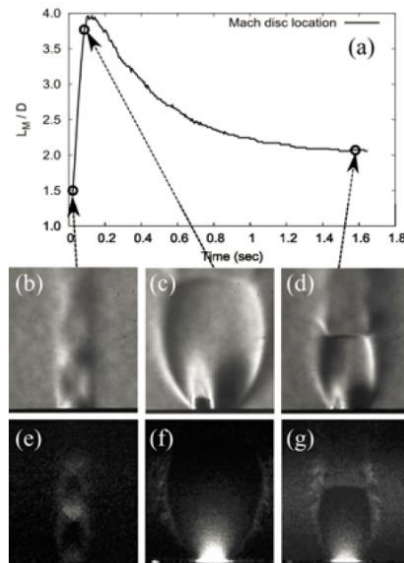 4.0
Mach disc location
(a)
3.5
3.0
L_M / D
2.5
2.0
1.5
1.0
0 0.2 0.4 0.6 0.8 1 1.2 1.4 1.6 1.8
Time (sec)
(b) (c) (d)
(e) (f) (g)